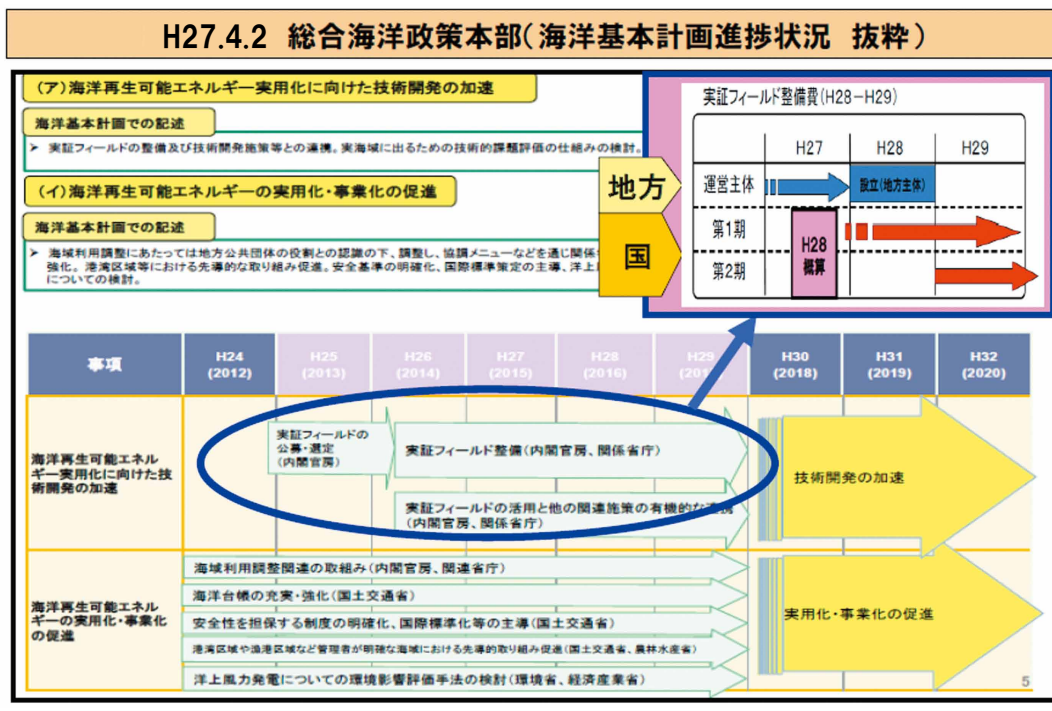 H27.4.2 総合海洋政策本部(海洋基本計画進捗状況 抜粋)
(ア)海洋再生可能エネルギー実用化に向けた技術開発の加速
海洋基本計画での記述
➤ 実証フィールドの整備及び技術開発施策等との連携。実海域に出るための技術的課題評価の仕組みの検討。
(イ)海洋再生可能エネルギーの実用化・事業化の促進
海洋基本計画での記述
➤ 海域利用調整にあたっては地方公共団体の役割との認識の下、調整し、協調メニューなどを通じ関係
強化。港湾区域等における先導的な取り組み促進。安全基準の明確化、国際標準策定の主導、洋上
についての検討。
地方
国
実証フィールド整備費(H28－H29)
H27 H28 H29
運営主体 設立(地方主体)
第1期
H28
概算
第2期
事項 H24 H25 H26 H27 H28 H29 H30 H31 H32
(2012) (2013) (2014) (2015) (2016) (2018) (2019) (2020)
海洋再生可能エネル
ギー実用化に向けた技
術開発の加速
実証フィールドの
公募・選定
(内閣官房)
実証フィールド整備(内閣官房、関係省庁)
実証フィールドの活用と他の関連施策の有機的な連携
(内閣官房、関係省庁)
技術開発の加速
海洋再生可能エネル
ギーの実用化・事業化
の促進
海域利用調整関連の取組み(内閣官房、関連省庁)
海洋台帳の充実・強化(国土交通省)
安全性を担保する制度の明確化、国際標準化等の主導(国土交通省)
港湾区域や漁港区域など管理者が明確な海域における先導的取り組み促進(国土交通省、農林水産省)
洋上風力発電についての環境影響評価手法の検討(環境省、経済産業省)
実用化・事業化の促進
5